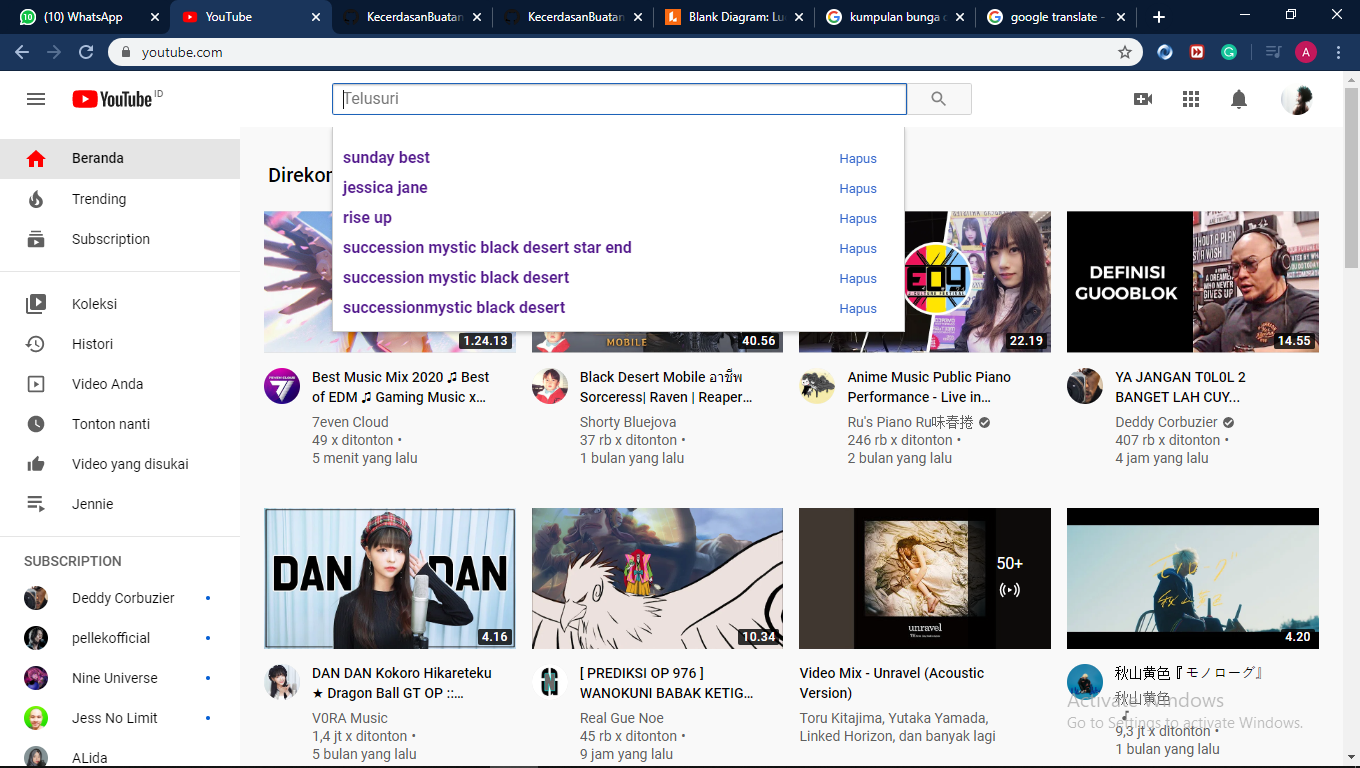 (10) WhatsApp
YouTube
KecerdasanBuatan
KecerdasanBuatan
Blank Diagram: Lu
kumpulan bunga
google translate -
youtube.com
A
YouTube ID
Telusuri
sunday best Hapus
jessica jane Hapus
rise up Hapus
succession mystic black desert star end Hapus
succession mystic black desert Hapus
successionmystic black desert Hapus
Beranda
Trending
Subscription
Koleksi
Histori
Video Anda
Tonton nanti
Video yang disukai
Jennie
SUBSCRIPTION
Deddy Corbuzier
pellekofficial
Nine Universe
Jess No Limit
ALida
Direkor
1.24.13
MOBILE
40.56
22.19
DEFINISI
GUOOBLOK
14.55
Best Music Mix 2020 ♫ Best
of EDM ♫ Gaming Music x...
7even Cloud
49 x ditonton •
5 menit yang lalu
Black Desert Mobile อาชีพ
Sorceress| Raven | Reaper...
Shorty Bluejova
37 rb x ditonton •
1 bulan yang lalu
Anime Music Public Piano
Performance - Live in...
Ru's Piano Ru味春捲
246 rb x ditonton •
2 bulan yang lalu
YA JANGAN T0L0L 2
BANGET LAH CUY...
Deddy Corbuzier
407 rb x ditonton •
4 jam yang lalu
DAN DAN
4.16
10.34
unravel
50+
4.20
DAN DAN Kokoro Hikareteku
★ Dragon Ball GT OP ::...
V0RA Music
1,4 jt x ditonton •
5 bulan yang lalu
[ PREDIKSI OP 976 ]
WANOKUNI BABAK KETIG...
Real Gue Noe
45 rb x ditonton •
9 jam yang lalu
Video Mix - Unravel (Acoustic
Version)
Toru Kitajima, Yutaka Yamada,
Linked Horizon, dan banyak lagi
秋山黄色『モノローグ』
秋山黄色
9,3 jt x ditonton •
1 bulan yang lalu
Activate Windows
Go to Settings to activate Windows.